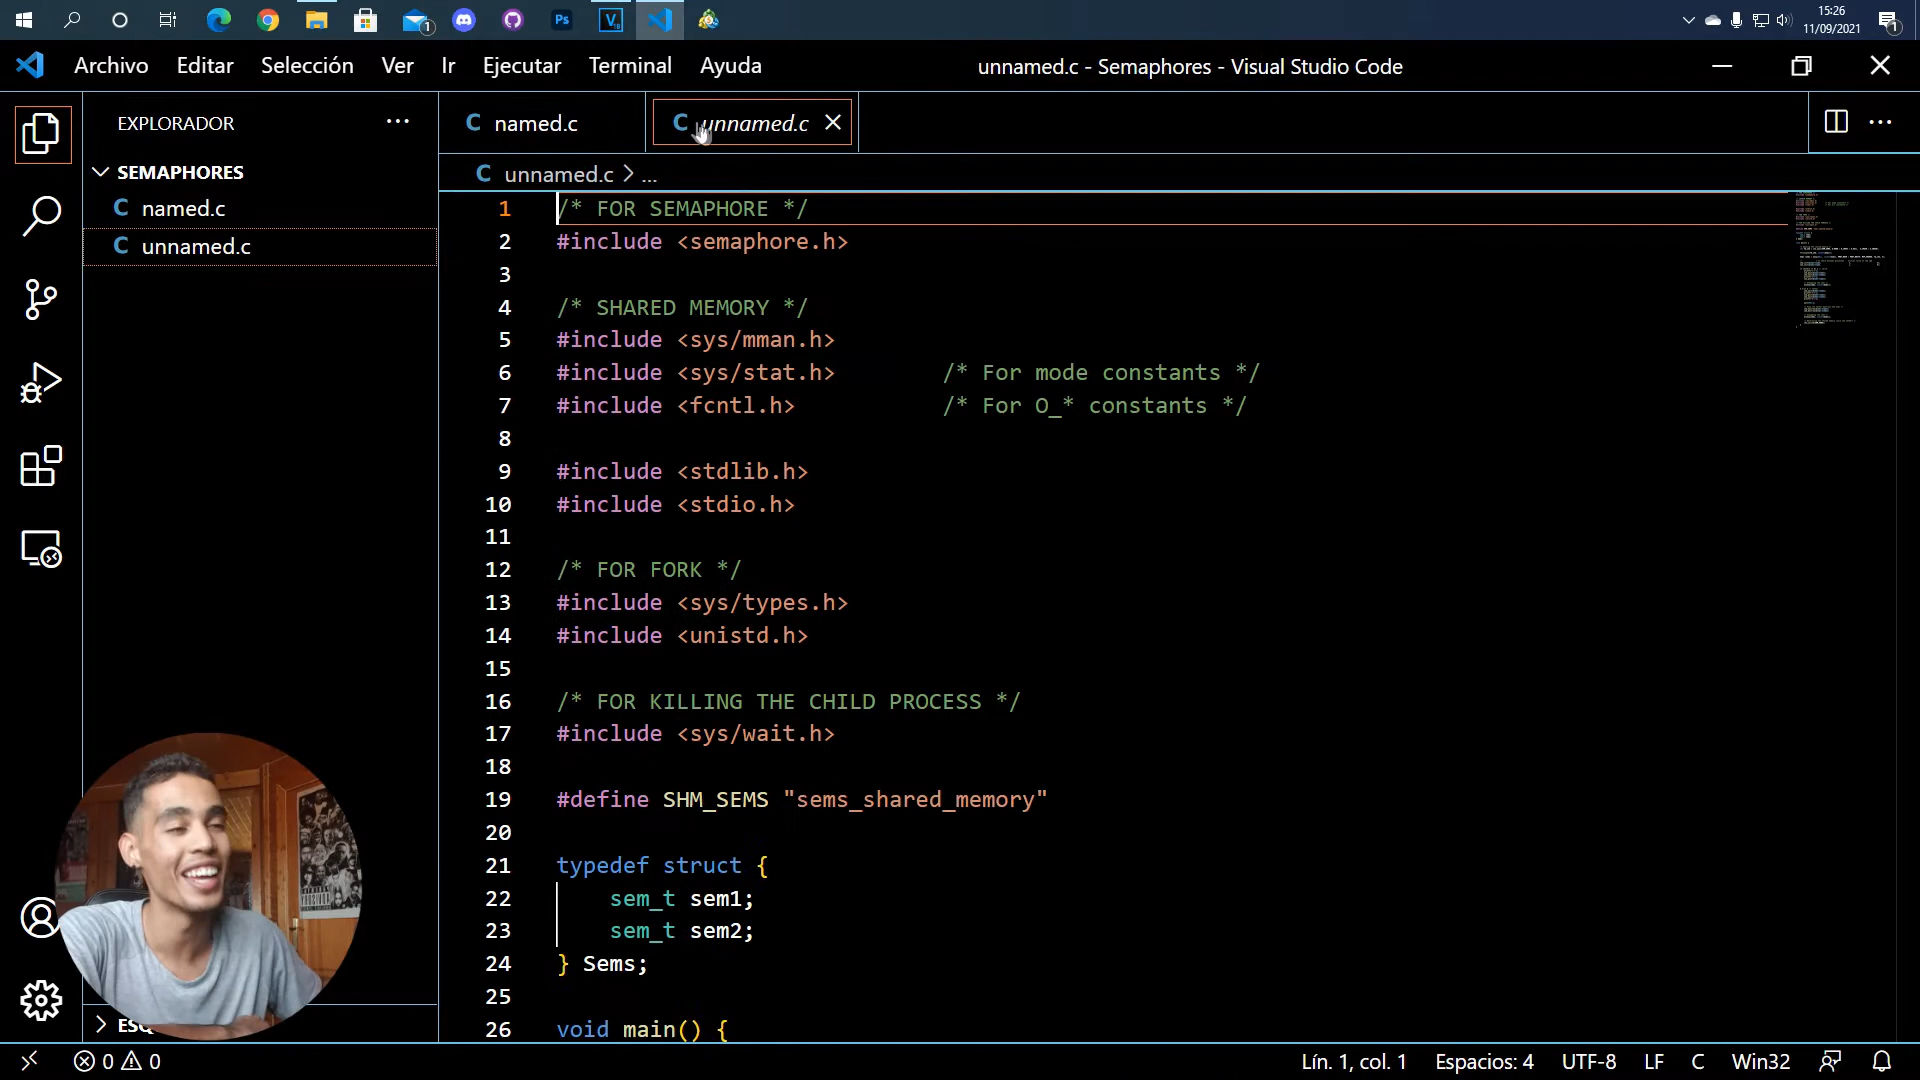 15:26
11/09/2021
1
1
Ps
V
Archivo Editar Selección Ver Ir Ejecutar Terminal Ayuda
unnamed.c - Semaphores - Visual Studio Code
EXPLORADOR
SEMAPHORES
C named.c
C unnamed.c
C named.c
C unnamed.c
C unnamed.c > ...
1 /* FOR SEMAPHORE */
2 #include <semaphore.h>
3
4 /* SHARED MEMORY */
5 #include <sys/mman.h>
6 #include <sys/stat.h> /* For mode constants */
7 #include <fcntl.h> /* For O_* constants */
8
9 #include <stdlib.h>
10 #include <stdio.h>
11
12 /* FOR FORK */
13 #include <sys/types.h>
14 #include <unistd.h>
15
16 /* FOR KILLING THE CHILD PROCESS */
17 #include <sys/wait.h>
18
19 #define SHM_SEMS "sems_shared_memory"
20
21 typedef struct {
22 sem_t sem1;
23 sem_t sem2;
24 } Sems;
25
26 void main() {
0 0
Lín. 1, col. 1 Espacios: 4 UTF-8 LF C Win32